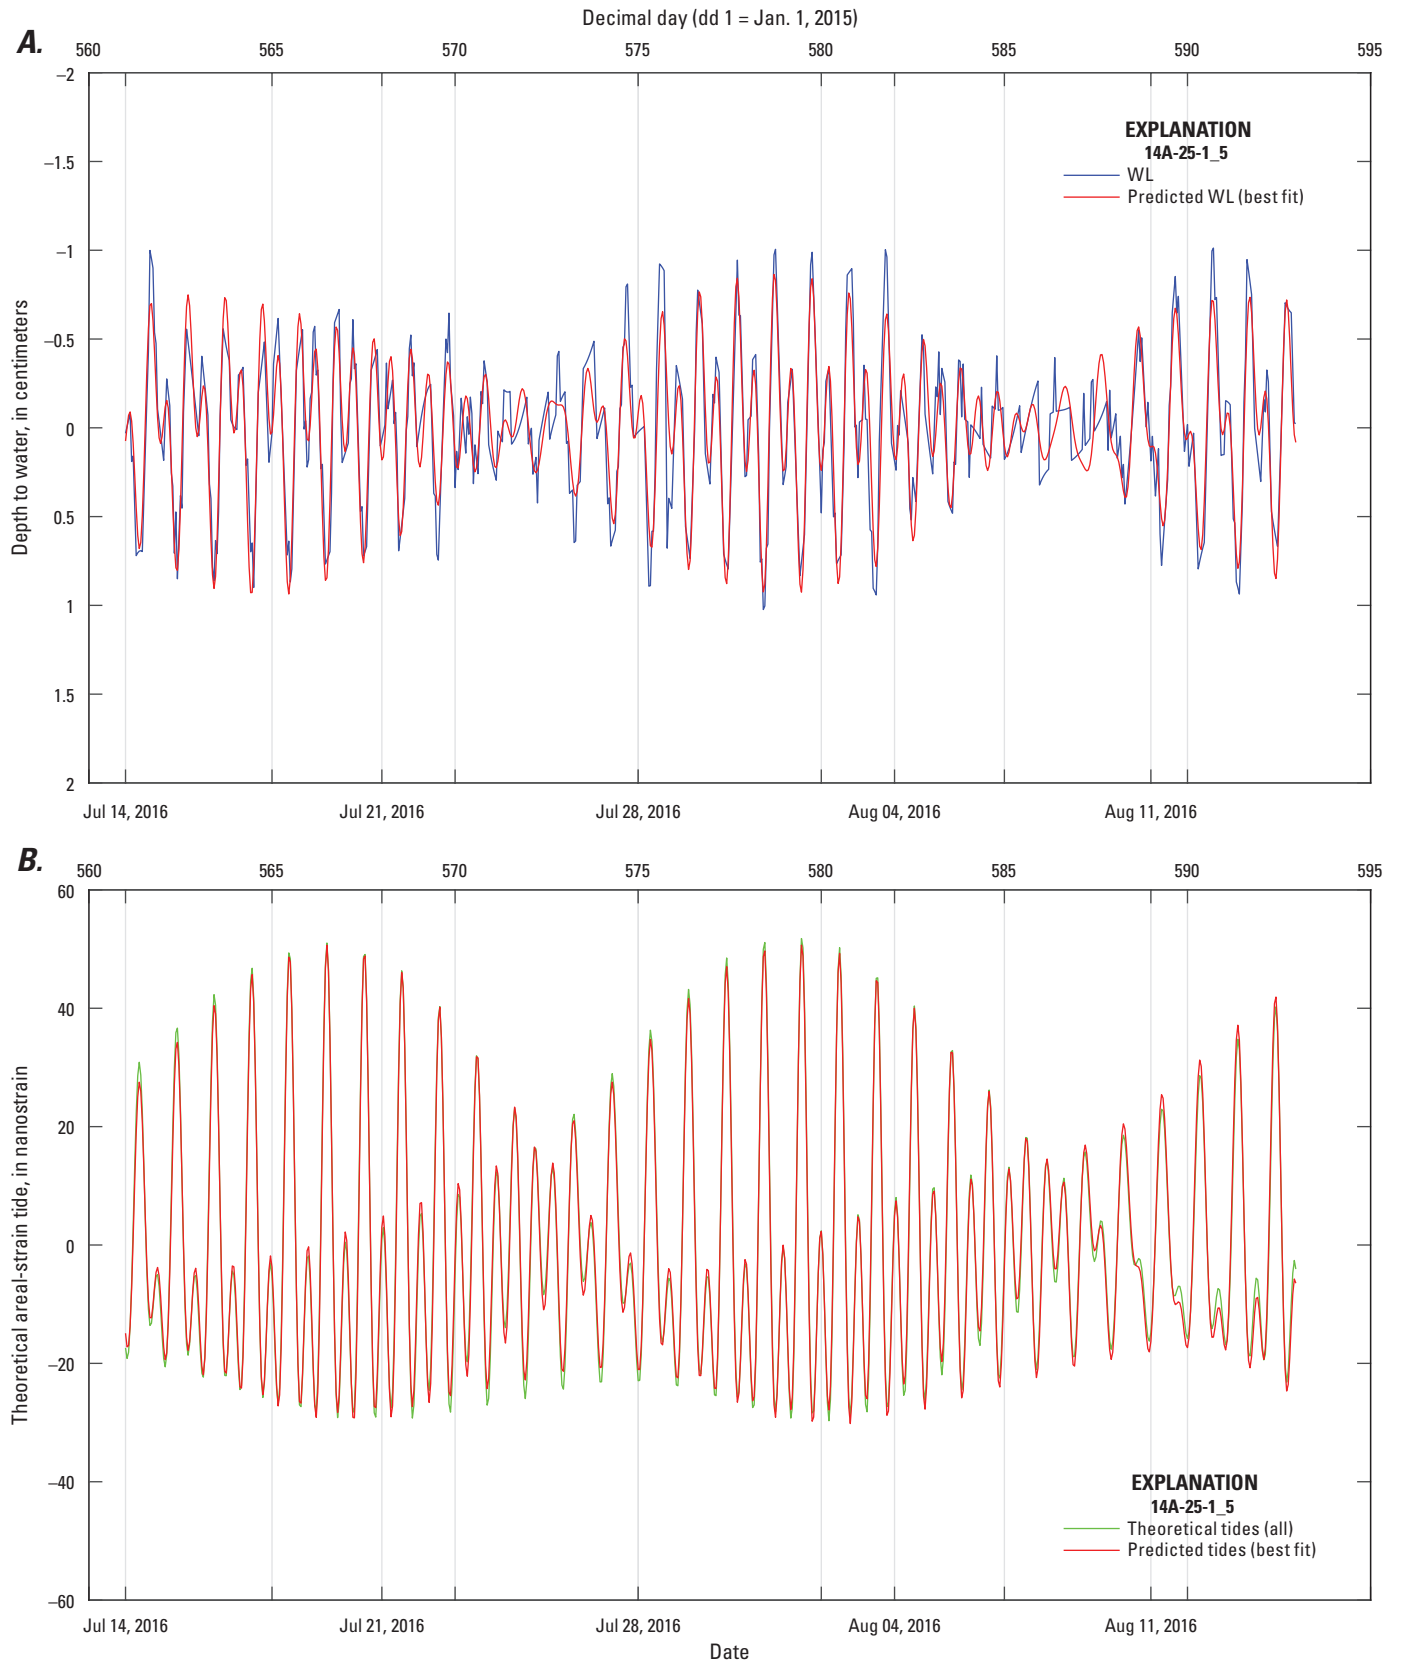 Decimal day (dd 1 = Jan. 1, 2015)
A.
560 565 570 575 580 585 590 595
–2
–1.5
–1
–0.5
0
0.5
1
1.5
2
Depth to water, in centimeters
EXPLANATION
14A-25-1_5
WL
Predicted WL (best fit)
Jul 14, 2016 Jul 21, 2016 Jul 28, 2016 Aug 04, 2016 Aug 11, 2016
B.
560 565 570 575 580 585 590 595
60
40
20
0
–20
–40
–60
Theoretical areal-strain tide, in nanostrain
EXPLANATION
14A-25-1_5
Theoretical tides (all)
Predicted tides (best fit)
Jul 14, 2016 Jul 21, 2016 Jul 28, 2016 Aug 04, 2016 Aug 11, 2016
Date